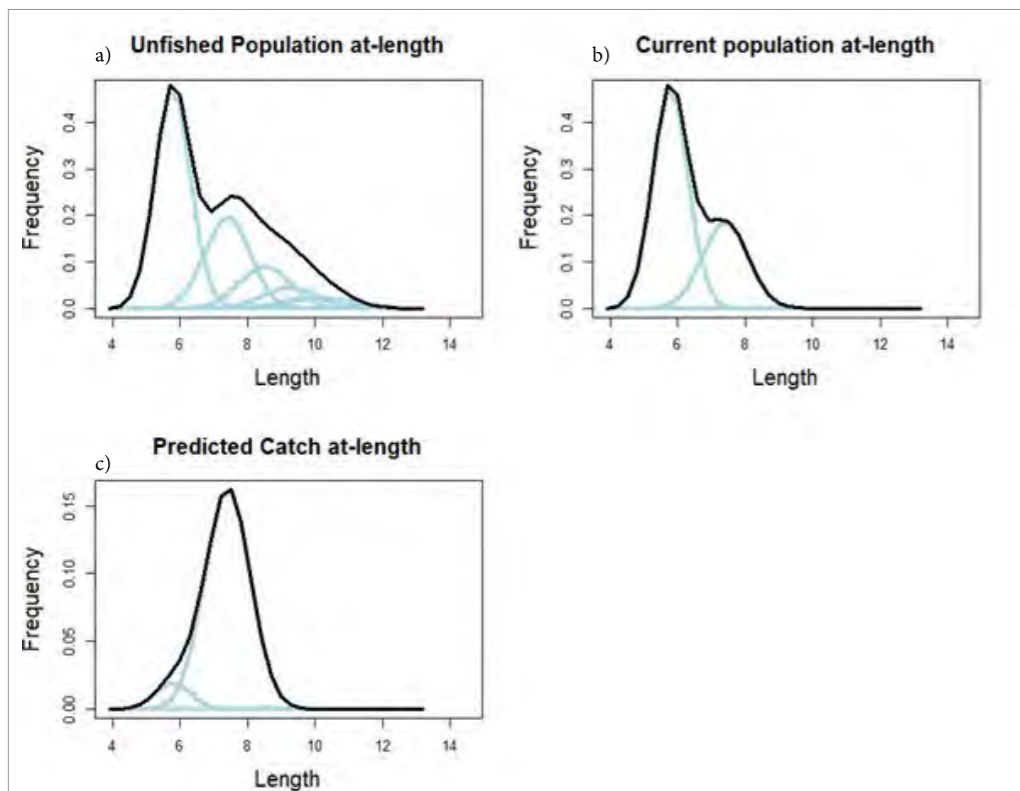 a)
Unfished Population at-length
Frequency
0.0 0.1 0.2 0.3 0.4
4 6 8 10 12 14
Length
b)
Current population at-length
Frequency
0.0 0.1 0.2 0.3 0.4
4 6 8 10 12 14
Length
c)
Predicted Catch at-length
Frequency
0.00 0.05 0.10 0.15
4 6 8 10 12 14
Length